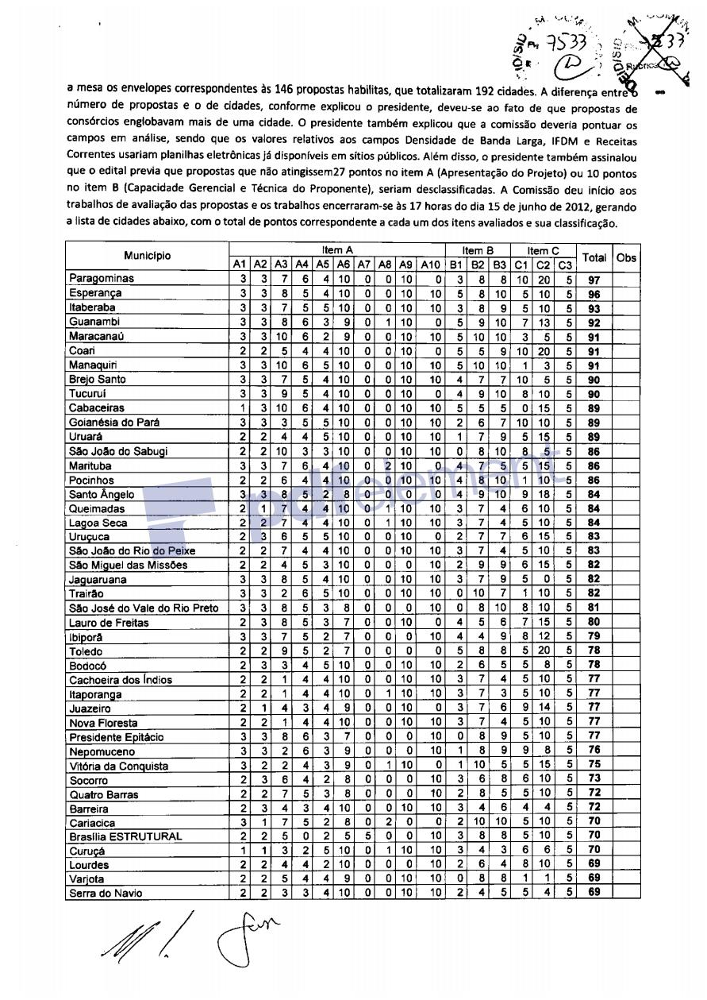 7533
a mesa os envelopes correspondentes às 146 propostas habilitas, que totalizaram 192 cidades. A diferença entre o
número de propostas e o de cidades, conforme explicou o presidente, deveu-se ao fato de que propostas de
consórcios englobavam mais de uma cidade. O presidente também explicou que a comissão deveria pontuar os
campos em análise, sendo que os valores relativos aos campos Densidade de Banda Larga, IFDM e Receitas
Correntes usariam planilhas eletrônicas já disponíveis em sítios públicos. Além disso, o presidente também assinalou
que o edital previa que propostas que não atingissem27 pontos no item A (Apresentação do Projeto) ou 10 pontos
no item B (Capacidade Gerencial e Técnica do Proponente), seriam desclassificadas. A Comissão deu início aos
trabalhos de avaliação das propostas e os trabalhos encerraram-se às 17 horas do dia 15 de junho de 2012, gerando
a lista de cidades abaixo, com o total de pontos correspondente a cada um dos itens avaliados e sua classificação.
Município Item A Item B Item C Total Obs
A1 A2 A3 A4 A5 A6 A7 A8 A9 A10 B1 B2 B3 C1 C2 C3
Paragominas 3 3 7 6 4 10 0 0 10 0 3 8 8 10 20 5 97
Esperança 3 3 8 5 4 10 0 0 10 10 5 8 10 5 10 5 96
Itaberaba 3 3 7 5 5 10 0 0 10 10 3 8 9 5 10 5 93
Guanambi 3 3 8 6 3 9 0 1 10 0 5 9 10 7 13 5 92
Maracanaú 3 3 10 6 2 9 0 0 10 10 5 10 10 3 5 5 91
Coari 2 2 5 4 4 10 0 0 10 0 5 5 9 10 20 5 91
Manaquiri 3 3 10 6 5 10 0 0 10 10 5 10 10 1 3 5 91
Brejo Santo 3 3 7 5 4 10 0 0 10 10 4 7 7 10 5 5 90
Tucuruí 3 3 9 5 4 10 0 0 10 0 4 9 10 8 10 5 90
Cabaceiras 1 3 10 6 4 10 0 0 10 10 5 5 5 0 15 5 89
Goianésia do Pará 3 3 3 5 5 10 0 0 10 10 2 6 7 10 10 5 89
Uruará 2 2 4 4 5 10 0 0 10 10 1 7 9 5 15 5 89
São João do Sabugi 2 2 10 3 3 10 0 0 10 10 0 8 10 8 5 5 86
Marituba 3 3 7 6 4 10 0 2 10 0 4 7 5 5 15 5 86
Pocinhos 2 2 6 4 4 10 0 0 10 10 4 8 10 1 10 5 86
Santo Ângelo 3 3 8 5 2 8 0 0 0 0 4 9 10 9 18 5 84
Queimadas 2 1 7 4 4 10 0 1 10 10 3 7 4 6 10 5 84
Lagoa Seca 2 2 7 4 4 10 0 1 10 10 3 7 4 5 10 5 84
Uruçuca 2 3 6 5 5 10 0 0 10 0 2 7 7 6 15 5 83
São João do Rio do Peixe 2 2 7 4 4 10 0 0 10 10 3 7 4 5 10 5 83
São Miguel das Missões 2 2 4 5 3 10 0 0 0 10 2 9 9 6 15 5 82
Jaguaruana 3 3 8 5 4 10 0 0 10 0 3 7 9 5 0 5 82
Trairão 3 3 2 6 5 10 0 0 10 10 0 10 7 1 10 5 82
São José do Vale do Rio Preto 3 3 8 5 3 8 0 0 0 10 0 8 10 8 10 5 81
Lauro de Freitas 2 3 8 5 3 7 0 0 10 0 4 5 6 7 15 5 80
Ibiporã 3 3 7 5 2 7 0 0 0 10 4 4 9 8 12 5 79
Toledo 2 2 9 5 2 7 0 0 0 0 5 8 8 5 20 5 78
Bodocó 2 3 3 4 5 10 0 0 10 10 2 6 5 5 8 5 78
Cachoeira dos Índios 2 2 1 4 4 10 0 0 10 10 3 7 4 5 10 5 77
Itaporanga 2 2 1 4 4 10 0 1 10 10 3 7 3 5 10 5 77
Juazeiro 2 1 4 3 4 9 0 0 10 0 3 7 6 9 14 5 77
Nova Floresta 2 2 1 4 4 10 0 0 10 10 3 7 4 5 10 5 77
Presidente Epitácio 3 3 8 6 3 7 0 0 0 10 0 8 9 5 10 5 77
Nepomuceno 3 3 2 6 3 9 0 0 0 10 1 8 9 9 8 5 76
Vitória da Conquista 3 2 2 4 3 9 0 1 10 0 1 10 5 5 15 5 75
Socorro 2 3 6 4 2 8 0 0 0 10 3 6 8 6 10 5 73
Quatro Barras 2 2 7 5 3 8 0 0 0 10 2 8 5 5 10 5 72
Barreira 2 3 4 3 4 10 0 0 10 10 3 4 6 4 4 5 72
Cariacica 3 1 7 5 2 8 0 2 0 0 2 10 10 5 10 5 70
Brasília ESTRUTURAL 2 2 5 0 2 5 5 0 0 10 3 8 8 5 10 5 70
Curuçá 1 1 3 2 5 10 0 1 10 10 3 4 3 6 6 5 70
Lourdes 2 2 4 4 2 10 0 0 0 10 2 6 4 8 10 5 69
Varjota 2 2 5 4 4 9 0 0 10 10 0 8 8 1 1 5 69
Serra do Navio 2 2 3 3 4 10 0 0 10 10 2 4 5 5 4 5 69
pdfelement